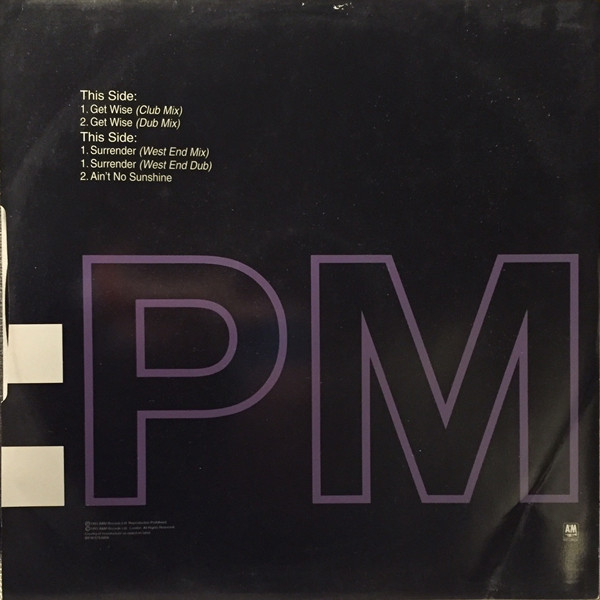 This Side:
1. Get Wise (Club Mix)
2. Get Wise (Dub Mix)
This Side:
1. Surrender (West End Mix)
1. Surrender (West End Dub)
2. Ain't No Sunshine
:PM
A&M